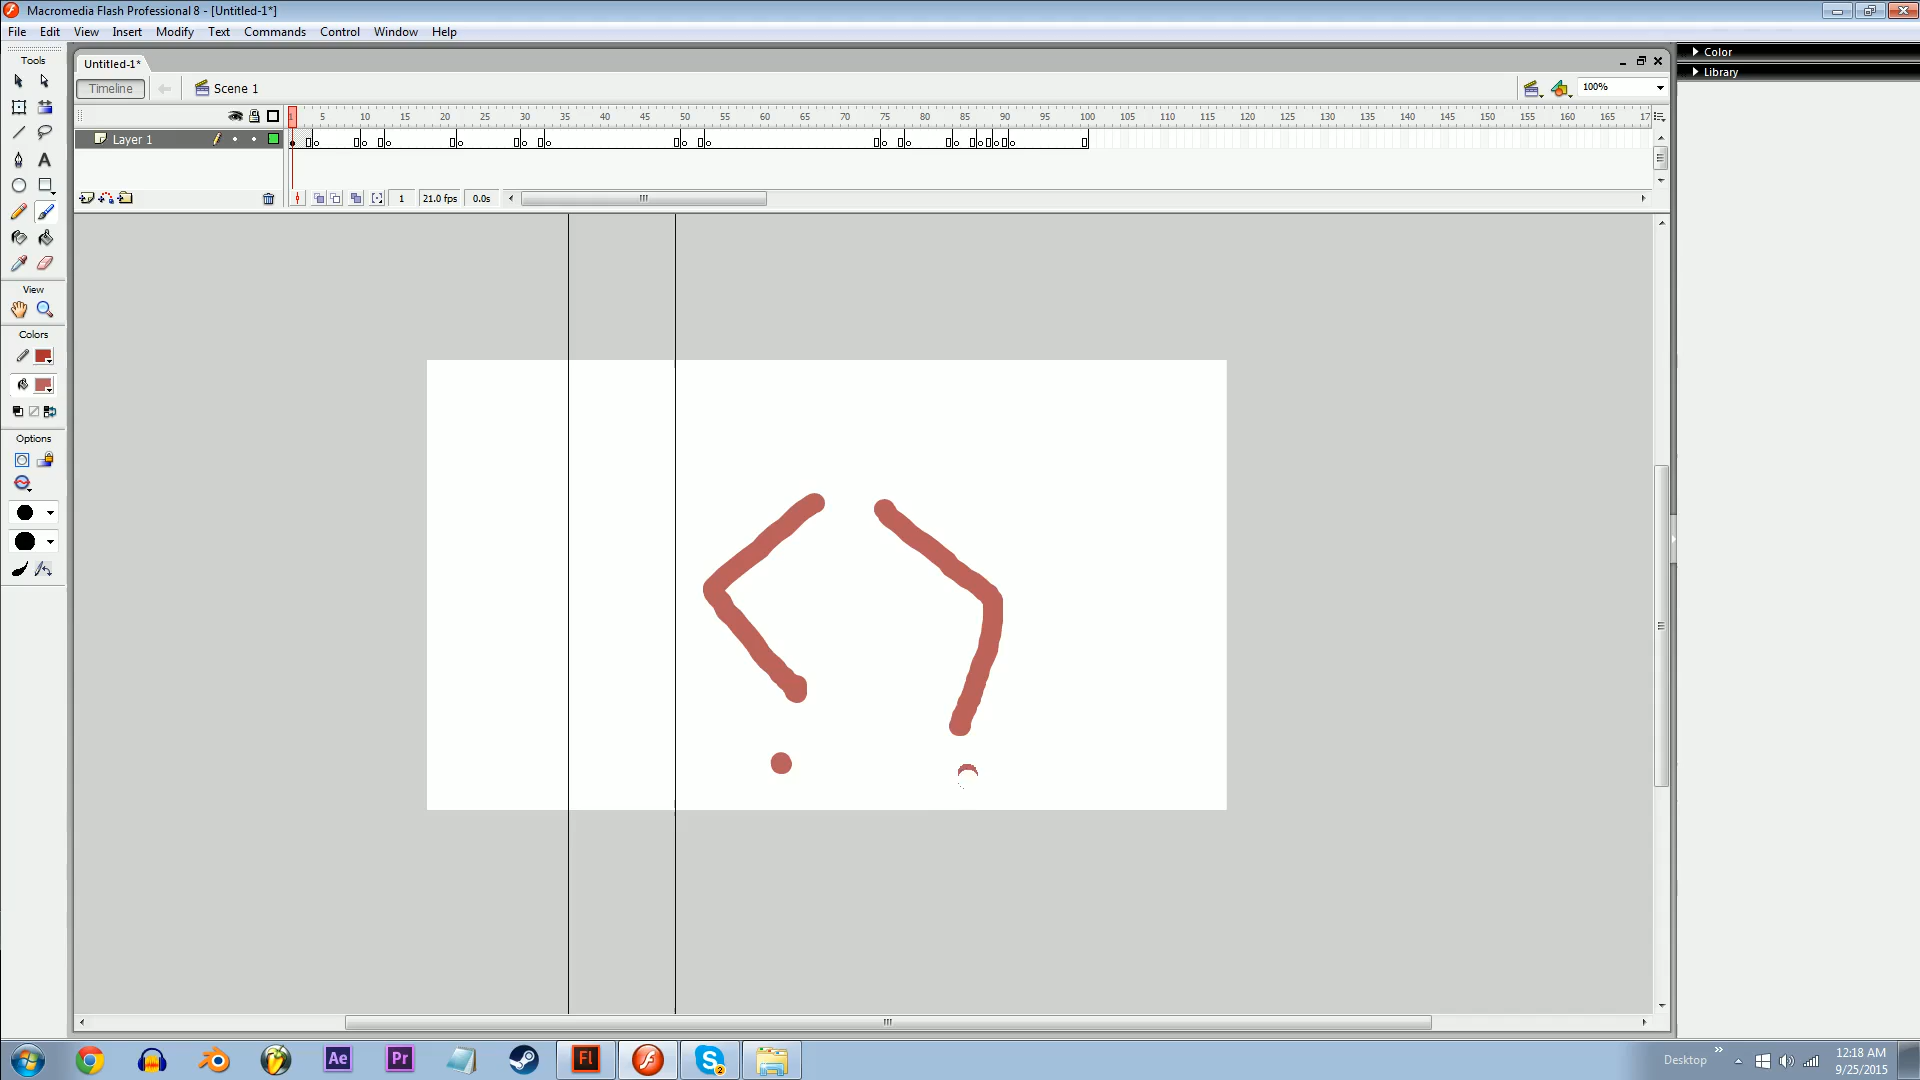 Macromedia Flash Professional 8 - [Untitled-1*]
File Edit View Insert Modify Text Commands Control Window Help
Tools
Untitled-1*
Color
Library
Timeline
Scene 1
100%
1 5 10 15 20 25 30 35 40 45 50 55 60 65 70 75 80 85 90 95 100 105 110 115 120 125 130 135 140 145 150 155 160 165 17
Layer 1
A
1 21.0 fps 0.0s
View
Colors
Options
Ae
Pr
Fl
2
Desktop
12:18 AM
9/25/2015